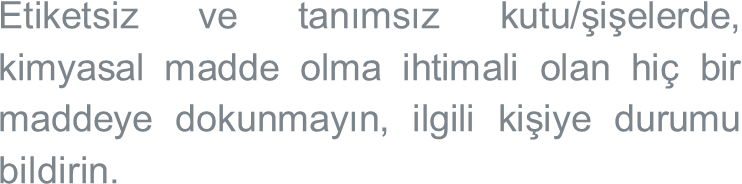 Etiketsiz ve tanımsız kutu/şişelerde,
kimyasal madde olma ihtimali olan hiç bir
maddeye dokunmayın, ilgili kişiye durumu
bildirin.